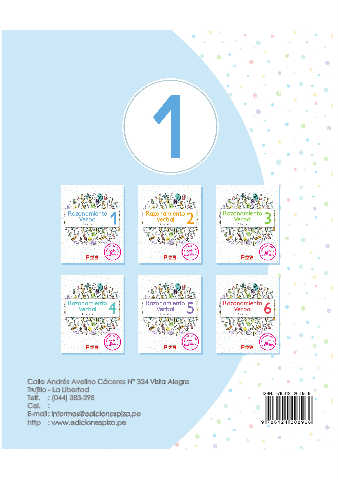 1
Razonamiento
Verbal 1
Razonamiento
Verbal 2
Razonamiento
Verbal 3
Razonamiento
Verbal 4
Razonamiento
Verbal 5
Razonamiento
Verbal 6
Calle Andrés Avelino Cáceres N° 334 Vista Alegre
Trujillo - La Libertad
Telf. : (044) 283-298
Cel. :
E-mail: informes@edicionespiza.pe
http : www.edicionespiza.pe